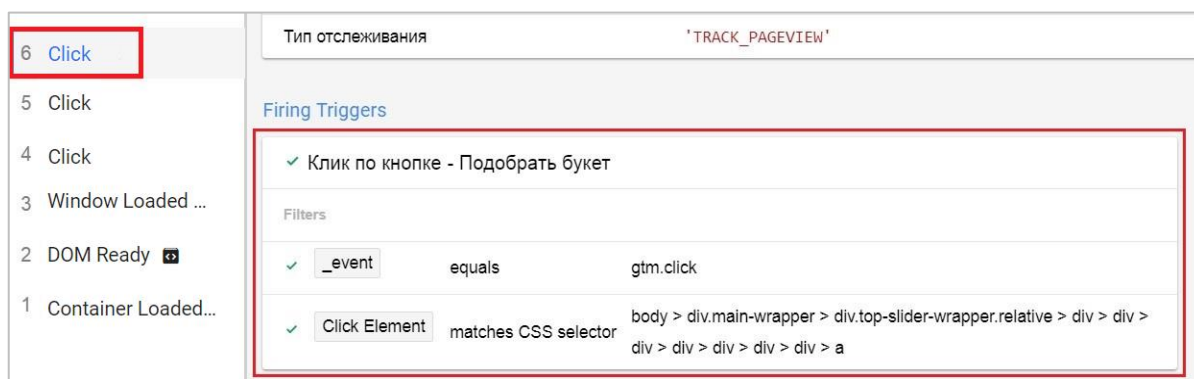 Тип отслеживания 'TRACK_PAGEVIEW'
6 Click
5 Click
4 Click
3 Window Loaded ...
2 DOM Ready
1 Container Loaded...
Firing Triggers
Клик по кнопке - Подобрать букет
Filters
_event equals gtm.click
Click Element matches CSS selector body > div.main-wrapper > div.top-slider-wrapper.relative > div > div >
div > div > div > div > div > a